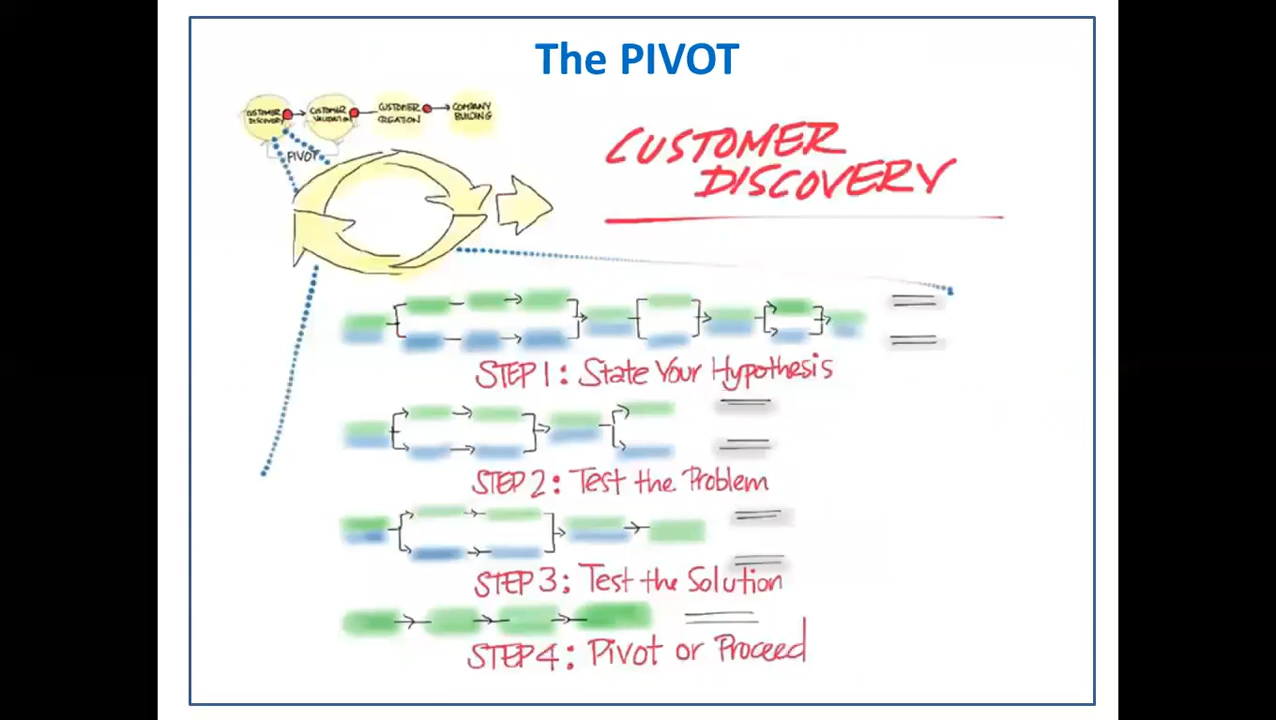 The PIVOT
CUSTOMER
DISCOVERY
CUSTOMER
VALIDATION
CUSTOMER
CREATION
COMPANY
BUILDING
PIVOT
CUSTOMER
DISCOVERY
STEP 1: State Your Hypothesis
STEP 2: Test the Problem
STEP 3: Test the Solution
STEP 4: Pivot or Proceed